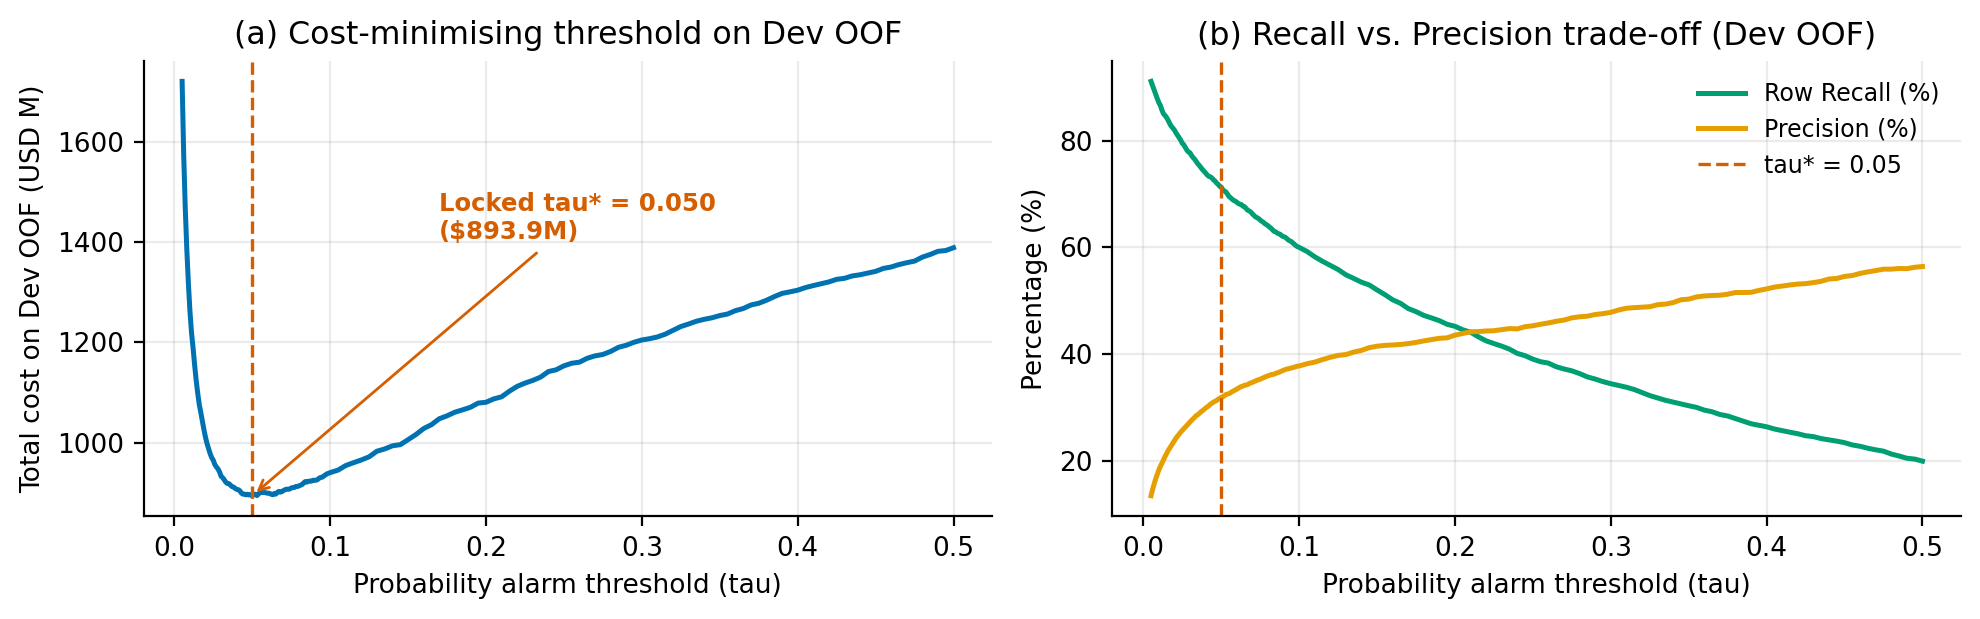 (a) Cost-minimising threshold on Dev OOF
Total cost on Dev OOF (USD M)
1600
1400
1200
1000
Locked tau* = 0.050
($893.9M)
0.0 0.1 0.2 0.3 0.4 0.5
Probability alarm threshold (tau)
(b) Recall vs. Precision trade-off (Dev OOF)
Percentage (%)
80
60
40
20
Row Recall (%)
Precision (%)
tau* = 0.05
0.0 0.1 0.2 0.3 0.4 0.5
Probability alarm threshold (tau)